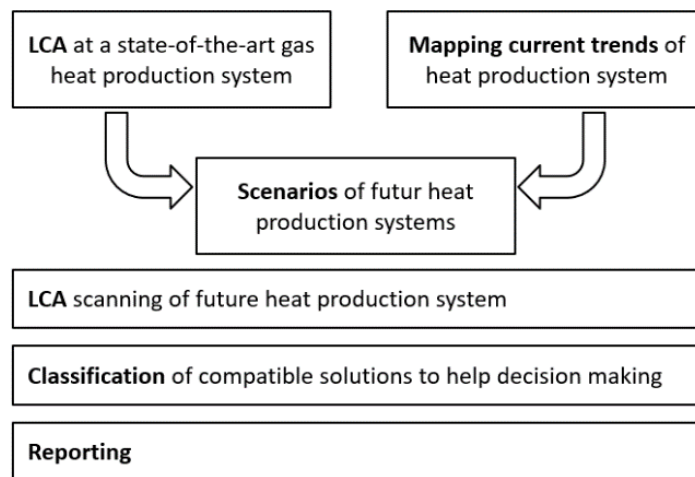 LCA at a state-of-the-art gas
heat production system
Mapping current trends of
heat production system
Scenarios of futur heat
production systems
LCA scanning of future heat production system
Classification of compatible solutions to help decision making
Reporting